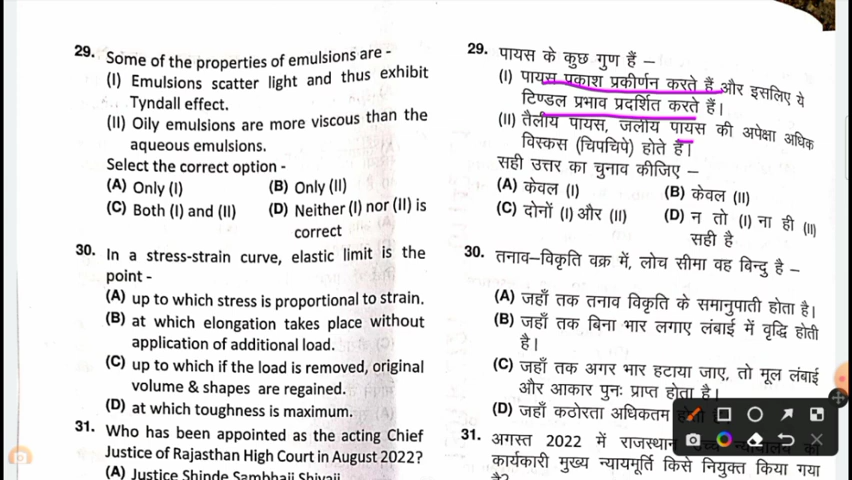 29. Some of the properties of emulsions are -
(I) Emulsions scatter light and thus exhibit
Tyndall effect.
(II) Oily emulsions are more viscous than the
aqueous emulsions.
Select the correct option -
(A) Only (I) (B) Only (II)
(C) Both (I) and (II) (D) Neither (I) nor (II) is
correct
30. In a stress-strain curve, elastic limit is the
point -
(A) up to which stress is proportional to strain.
(B) at which elongation takes place without
application of additional load.
(C) up to which if the load is removed, original
volume & shapes are regained.
(D) at which toughness is maximum.
31. Who has been appointed as the acting Chief
Justice of Rajasthan High Court in August 2022?
(A) Justice Shinde Sambhaji Shivaji
29. पायस के कुछ गुण हैं –
(I) पायस प्रकाश प्रकीर्णन करते हैं और इसलिए ये
टिण्डल प्रभाव प्रदर्शित करते हैं।
(II) तैलीय पायस, जलीय पायस की अपेक्षा अधिक
विस्कस (चिपचिपे) होते हैं।
सही उत्तर का चुनाव कीजिए –
(A) केवल (I) (B) केवल (II)
(C) दोनों (I) और (II) (D) न तो (I) ना ही (II)
सही है
30. तनाव–विकृति वक्र में, लोच सीमा वह बिन्दु है –
(A) जहाँ तक तनाव विकृति के समानुपाती होता है।
(B) जहाँ तक बिना भार लगाए लंबाई में वृद्धि होती
है।
(C) जहाँ तक अगर भार हटाया जाए, तो मूल लंबाई
और आकार पुनः प्राप्त होता है।
(D) जहाँ कठोरता अधिकतम
31. अगस्त 2022 में राजस्थान
कार्यकारी मुख्य न्यायमूर्ति किसे नियुक्त किया गया
है?